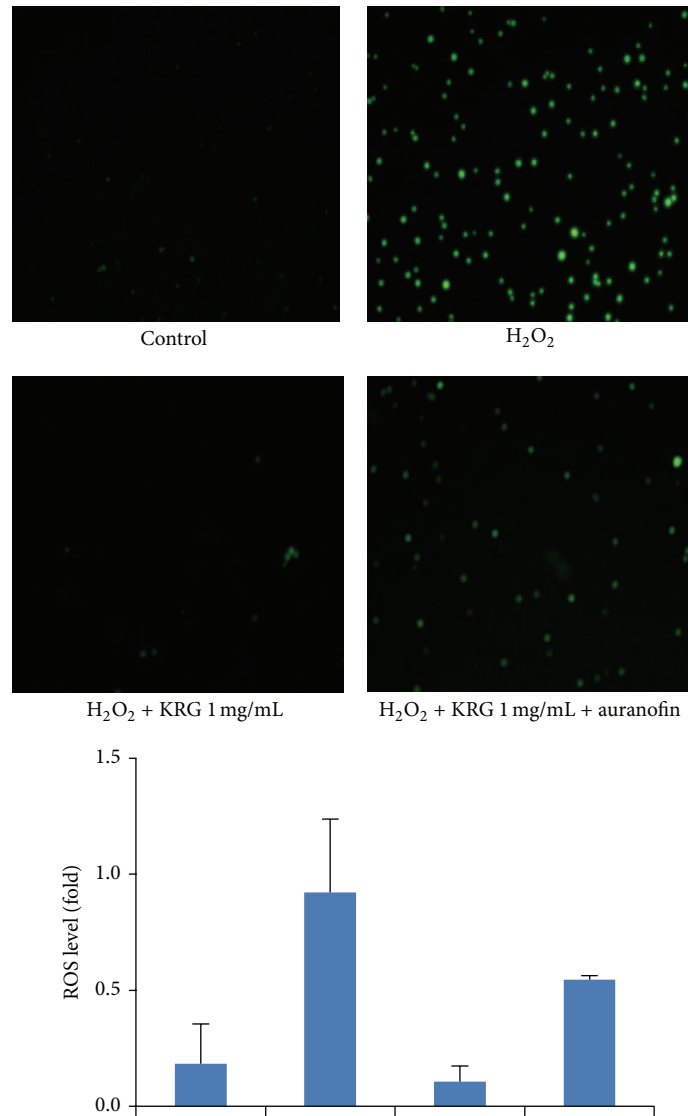 Control
H₂O₂
H₂O₂ + KRG 1 mg/mL
H₂O₂ + KRG 1 mg/mL + auranofin
1.5
1.0
0.5
0.0
ROS level (fold)